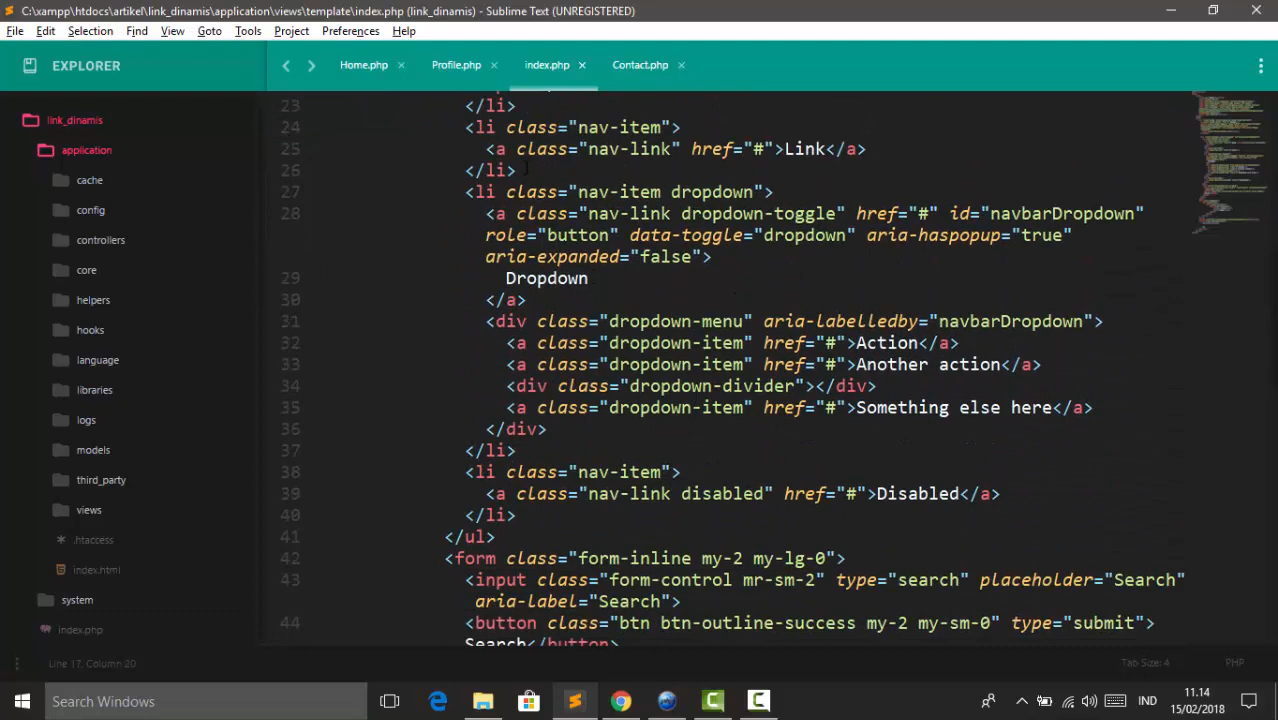 C:\xampp\htdocs\artikel\link_dinamis\application\views\template\index.php (link_dinamis) - Sublime Text (UNREGISTERED)
File Edit Selection Find View Goto Tools Project Preferences Help
EXPLORER
Home.php × Profile.php × index.php × Contact.php ×
link_dinamis
application
cache
config
controllers
core
helpers
hooks
language
libraries
logs
models
third_party
views
.htaccess
index.html
system
index.php
23 </li>
24 <li class="nav-item">
25 <a class="nav-link" href="#">Link</a>
26 </li>
27 <li class="nav-item dropdown">
28 <a class="nav-link dropdown-toggle" href="#" id="navbarDropdown"
role="button" data-toggle="dropdown" aria-haspopup="true"
aria-expanded="false">
29 Dropdown
30 </a>
31 <div class="dropdown-menu" aria-labelledby="navbarDropdown">
32 <a class="dropdown-item" href="#">Action</a>
33 <a class="dropdown-item" href="#">Another action</a>
34 <div class="dropdown-divider"></div>
35 <a class="dropdown-item" href="#">Something else here</a>
36 </div>
37 </li>
38 <li class="nav-item">
39 <a class="nav-link disabled" href="#">Disabled</a>
40 </li>
41 </ul>
42 <form class="form-inline my-2 my-lg-0">
43 <input class="form-control mr-sm-2" type="search" placeholder="Search"
aria-label="Search">
44 <button class="btn btn-outline-success my-2 my-sm-0" type="submit">
Search</button>
Line 17, Column 20
Tab Size: 4 PHP
Search Windows
IND
11.14
15/02/2018